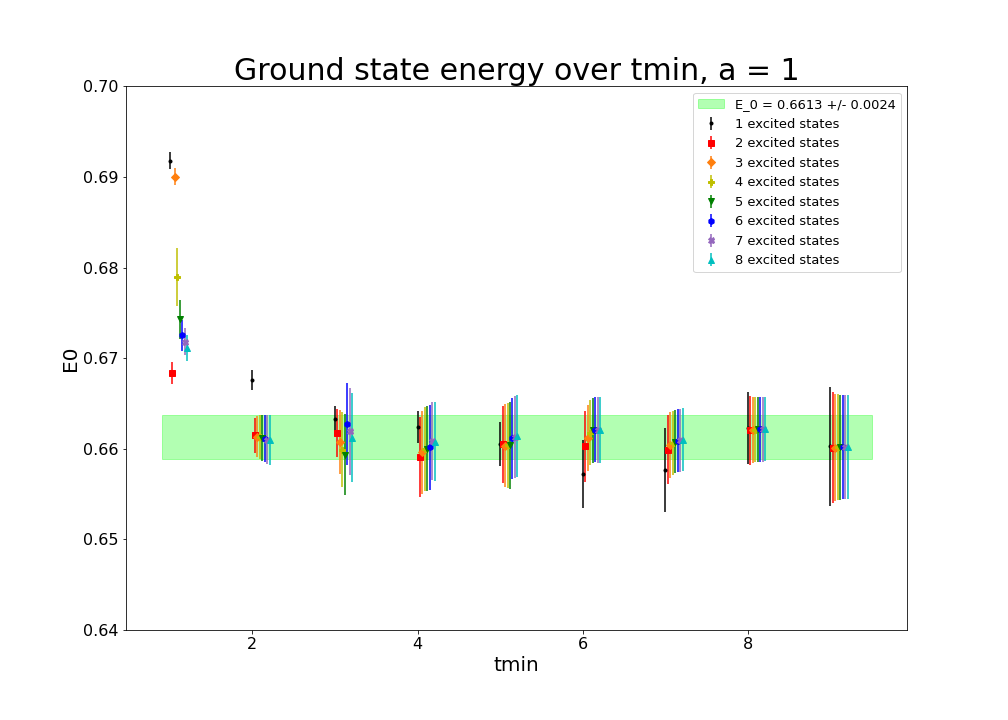 Ground state energy over tmin, a = 1
E_0 = 0.6613 +/- 0.0024
1 excited states
2 excited states
3 excited states
4 excited states
5 excited states
6 excited states
7 excited states
8 excited states
0.70
0.69
0.68
0.67
0.66
0.65
0.64
E0
2 4 6 8
tmin